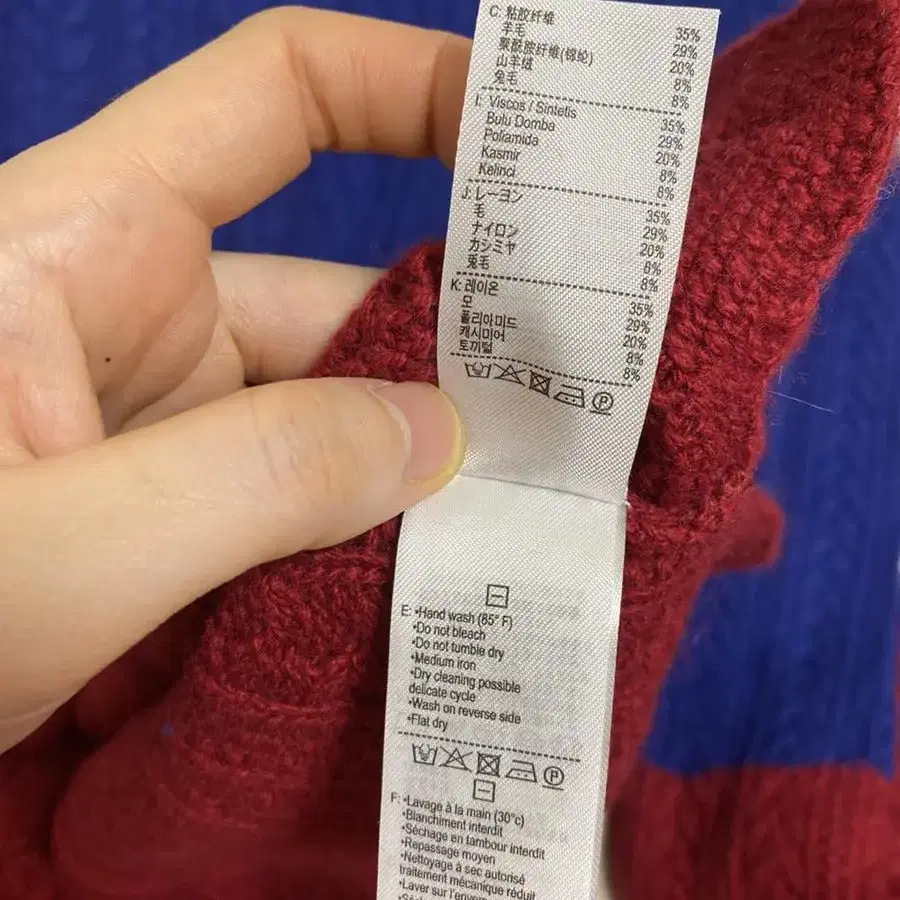 C: 粘胶纤维 35%
羊毛 29%
聚酰胺纤维(锦纶) 20%
山羊绒 8%
兔毛 8%
I: Viscos / Sintetis 35%
Bulu Domba 29%
Poliamida 20%
Kasmir 8%
Kelinci 8%
J: レーヨン 35%
毛 29%
ナイロン 20%
カシミヤ 8%
兎毛 8%
K: 레이온 35%
모 29%
폴리아미드 20%
캐시미어 8%
토끼털 8%
P
E: •Hand wash (85° F)
•Do not bleach
•Do not tumble dry
•Medium iron
•Dry cleaning possible
delicate cycle
•Wash on reverse side
•Flat dry
P
F: •Lavage à la main (30°c)
•Blanchiment interdit
•Séchage en tambour interdit
•Repassage moyen
•Nettoyage à sec autorisé
traitement mécanique réduit
•Laver sur l'envers